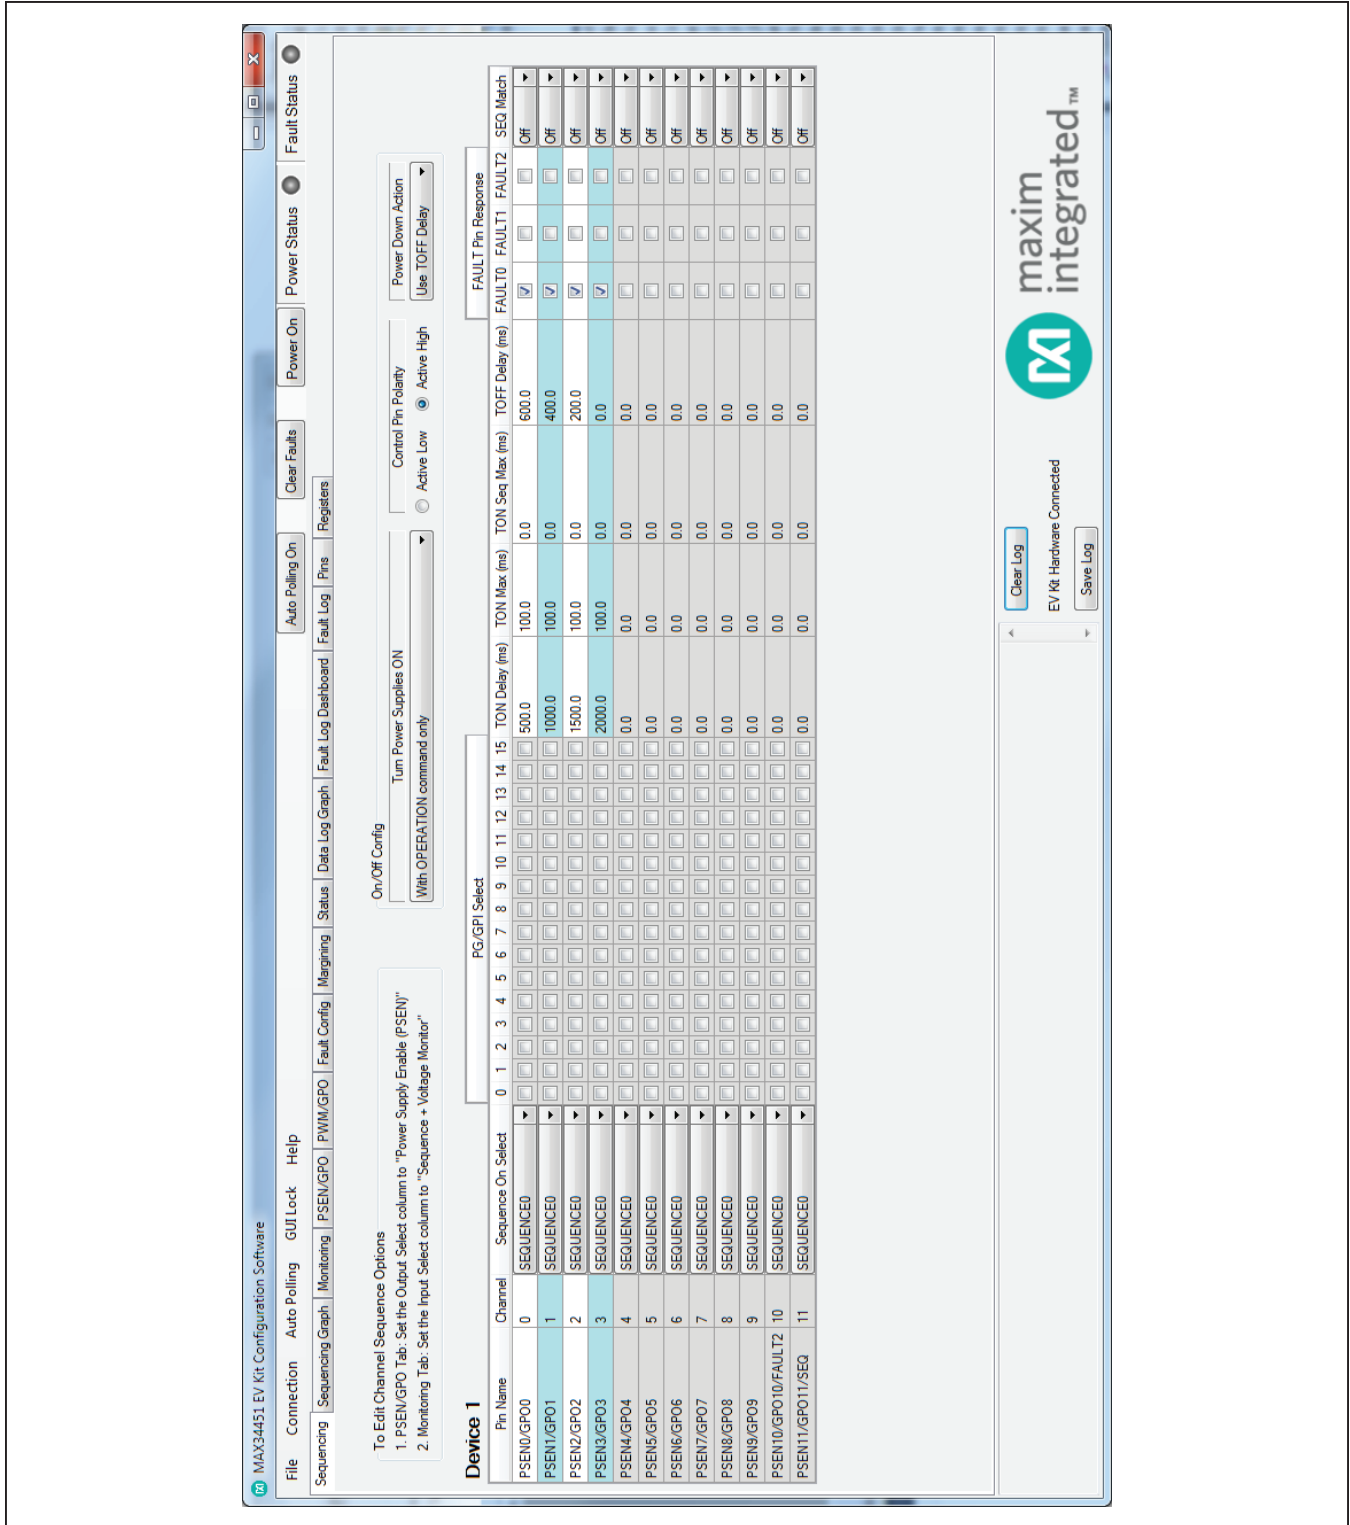 MAX34451 EV Kit Configuration Software
File Connection Auto Polling GUI Lock Help Auto Polling On Clear Faults Power On Power Status Fault Status
Sequencing Sequencing Graph Monitoring PSEN/GPO PWM/GPO Fault Config Margining Status Data Log Graph Fault Log Dashboard Fault Log Pins Registers
To Edit Channel Sequence Options
1. PSEN/GPO Tab: Set the Output Select column to "Power Supply Enable (PSEN)"
2. Monitoring Tab: Set the Input Select column to "Sequence + Voltage Monitor"
On/Off Config
Turn Power Supplies ON Control Pin Polarity Power Down Action
With OPERATION command only Active Low Active High Use TOFF Delay
Device 1
PG/GPI Select FAULT Pin Response
Pin Name Channel Sequence On Select 0 1 2 3 4 5 6 7 8 9 10 11 12 13 14 15 TON Delay (ms) TON Max (ms) TON Seq Max (ms) TOFF Delay (ms) FAULT0 FAULT1 FAULT2 SEQ Match
PSEN0/GPO0 0 SEQUENCE0 500.0 100.0 0.0 600.0 Off
PSEN1/GPO1 1 SEQUENCE0 1000.0 100.0 0.0 400.0 Off
PSEN2/GPO2 2 SEQUENCE0 1500.0 100.0 0.0 200.0 Off
PSEN3/GPO3 3 SEQUENCE0 2000.0 100.0 0.0 0.0 Off
PSEN4/GPO4 4 SEQUENCE0 0.0 0.0 0.0 0.0 Off
PSEN5/GPO5 5 SEQUENCE0 0.0 0.0 0.0 0.0 Off
PSEN6/GPO6 6 SEQUENCE0 0.0 0.0 0.0 0.0 Off
PSEN7/GPO7 7 SEQUENCE0 0.0 0.0 0.0 0.0 Off
PSEN8/GPO8 8 SEQUENCE0 0.0 0.0 0.0 0.0 Off
PSEN9/GPO9 9 SEQUENCE0 0.0 0.0 0.0 0.0 Off
PSEN10/GPO10/FAULT2 10 SEQUENCE0 0.0 0.0 0.0 0.0 Off
PSEN11/GPO11/SEQ 11 SEQUENCE0 0.0 0.0 0.0 0.0 Off
Clear Log
EV Kit Hardware Connected
Save Log
maxim
integrated™